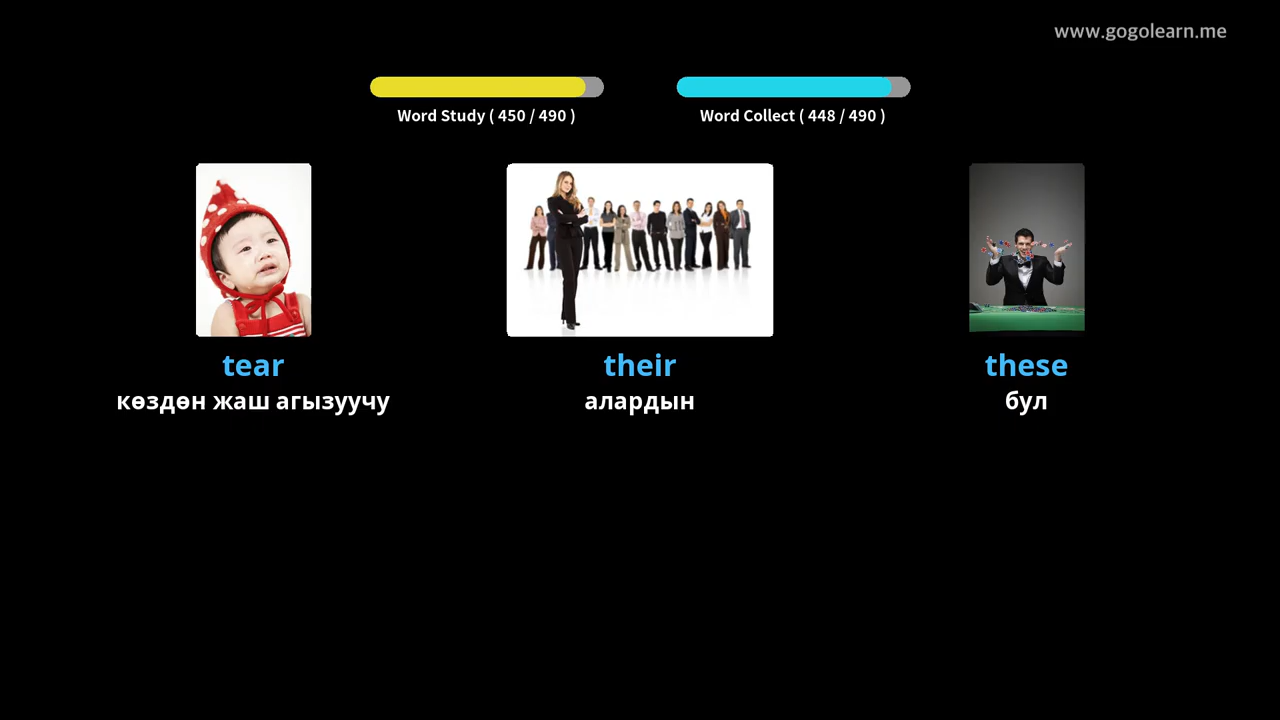 www.gogolearn.me
Word Study ( 450 / 490 )
Word Collect ( 448 / 490 )
tear
their
these
көздөн жаш агызуучу
алардын
бул